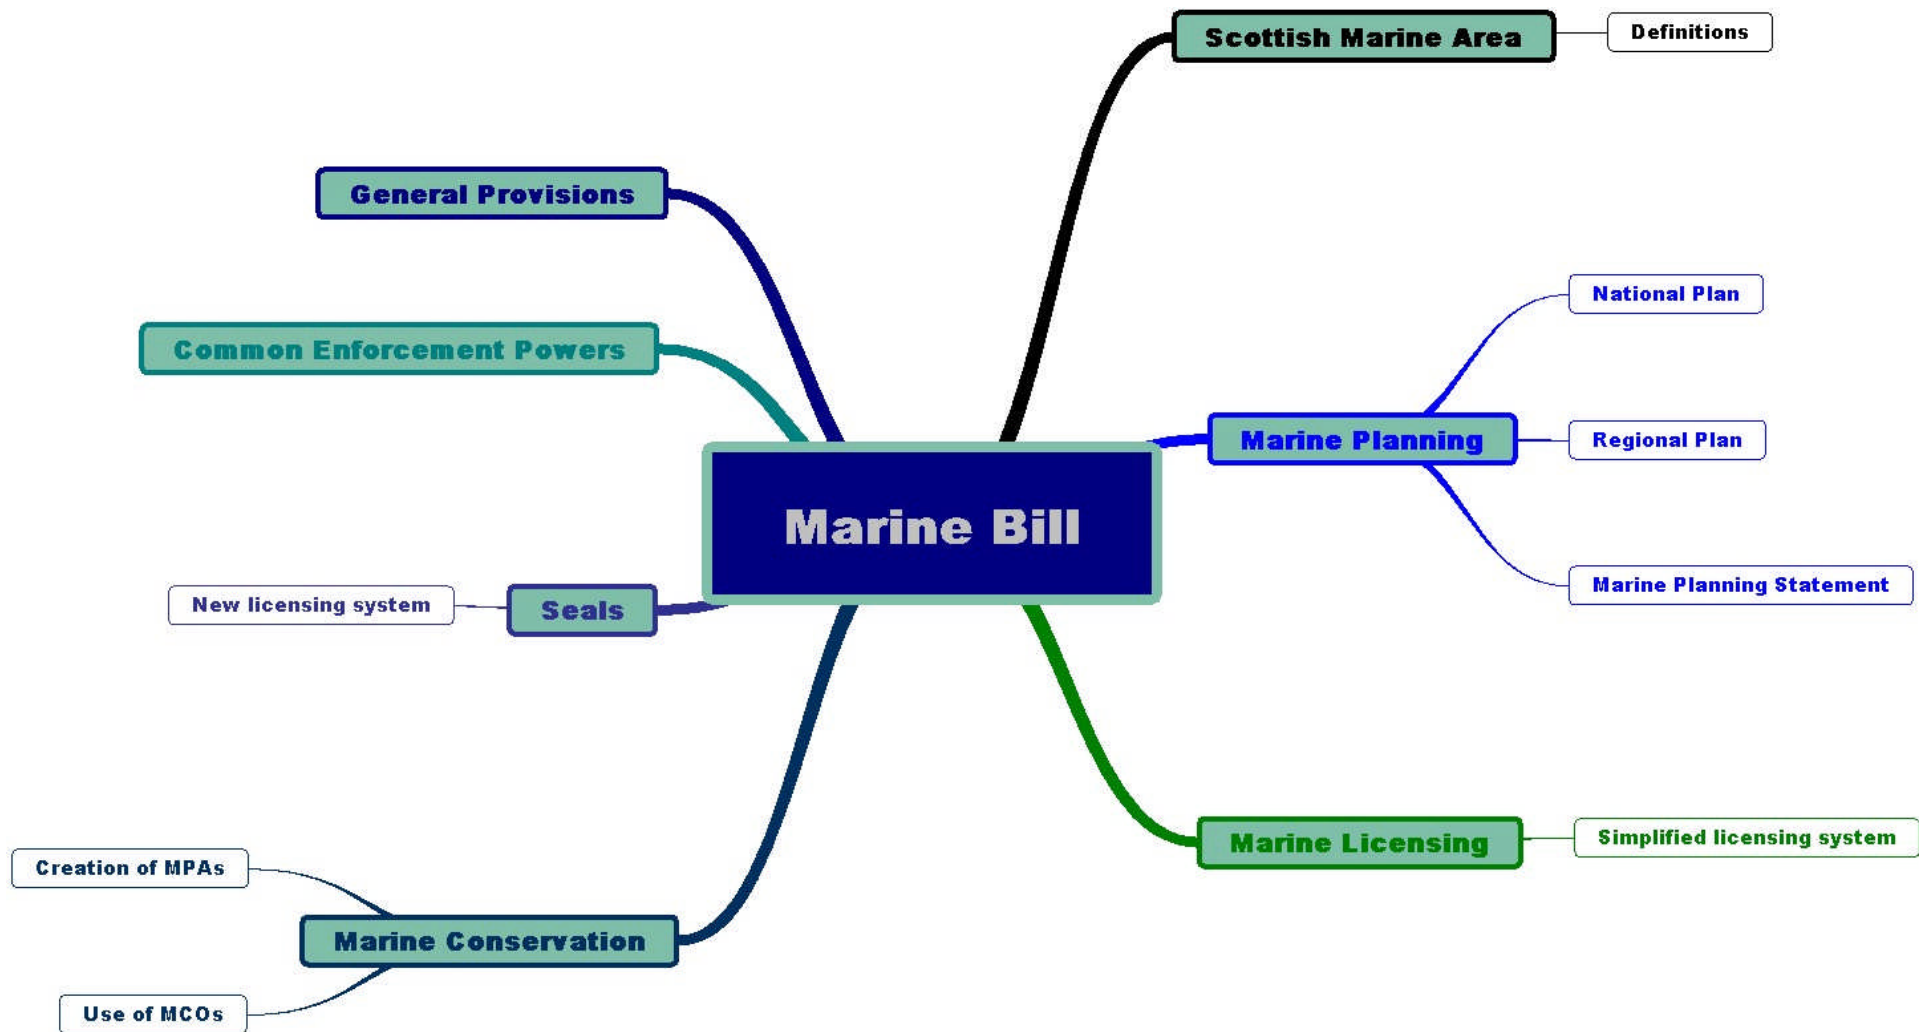 Scottish Marine Area
Definitions
General Provisions
National Plan
Common Enforcement Powers
Marine Planning
Regional Plan
Marine Bill
Marine Planning Statement
New licensing system
Seals
Marine Licensing
Simplified licensing system
Creation of MPAs
Marine Conservation
Use of MCOs